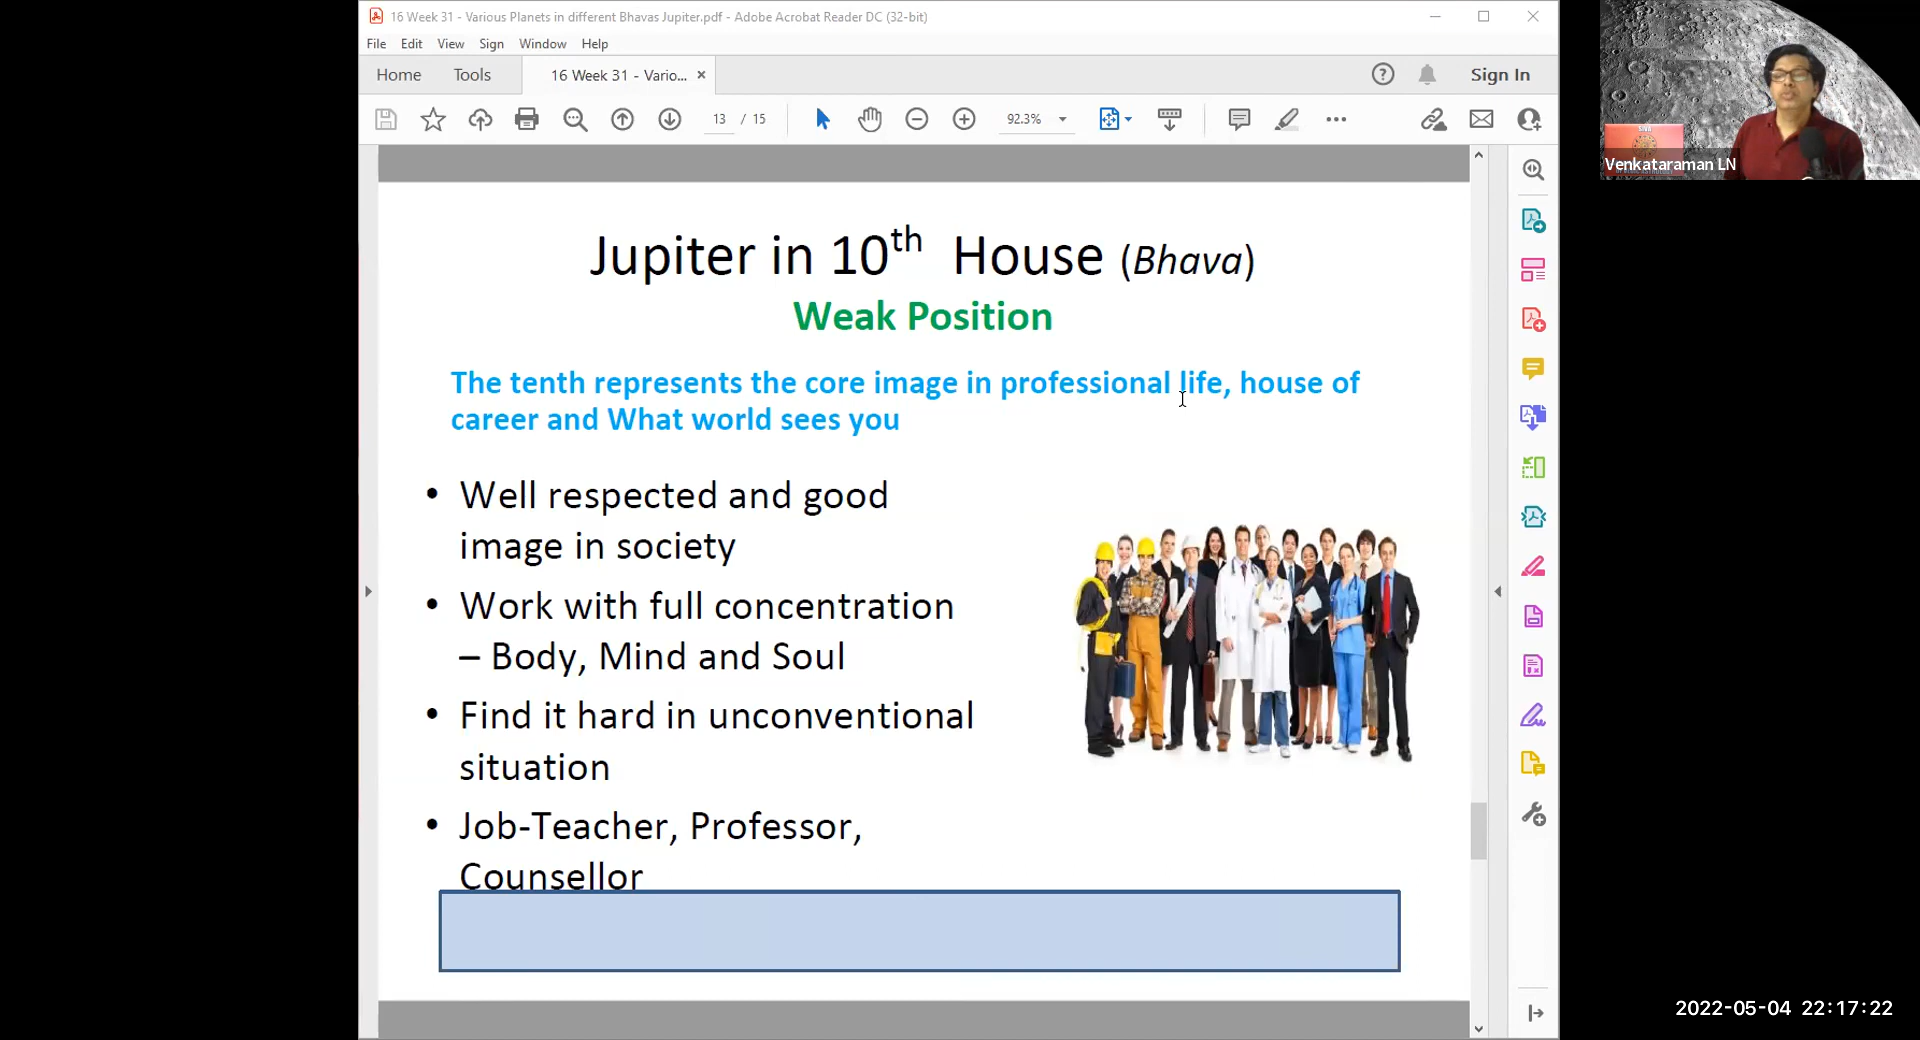 16 Week 31 - Various Planets in different Bhavas Jupiter.pdf - Adobe Acrobat Reader DC (32-bit)
File Edit View Sign Window Help
Home Tools 16 Week 31 - Vario... × Sign In
13 / 15 92.3%
Jupiter in 10th House (Bhava)
Weak Position
The tenth represents the core image in professional life, house of
career and What world sees you
• Well respected and good
image in society
• Work with full concentration
– Body, Mind and Soul
• Find it hard in unconventional
situation
• Job-Teacher, Professor,
Counsellor
Venkataraman LN
2022-05-04 22:17:22